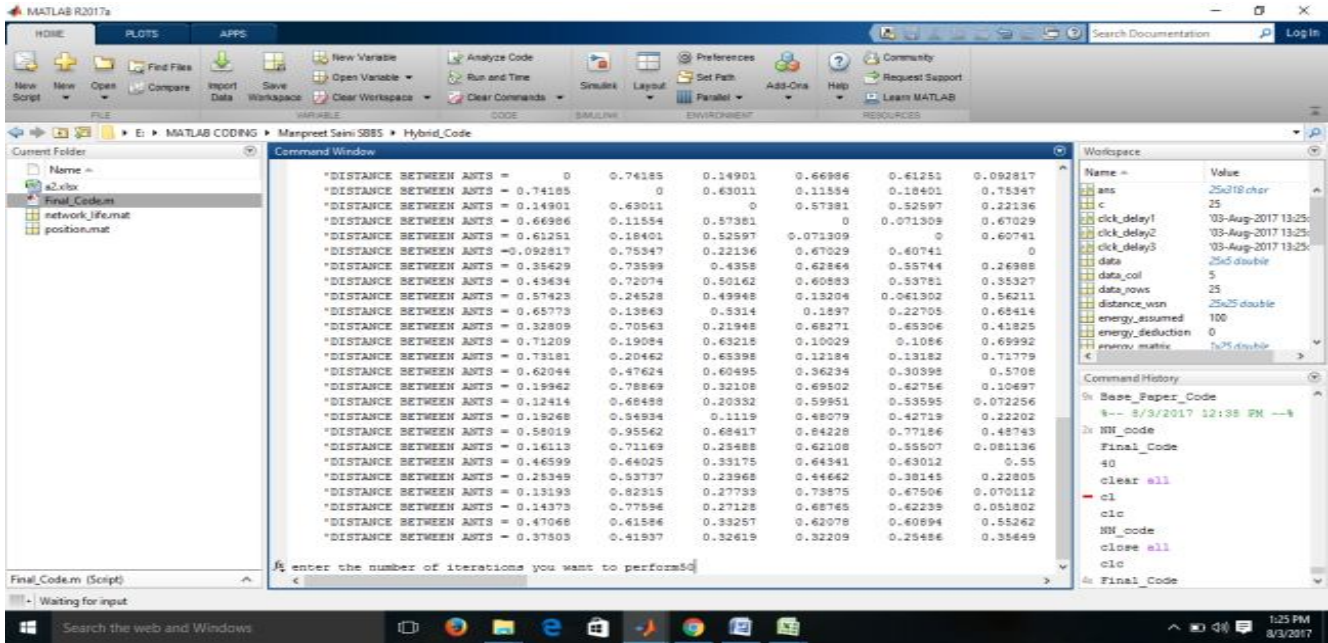 MATLAB R2017a
HOME PLOTS APPS
Search Documentation Log In
New Script New Open Find Files Compare Import Data Save Workspace New Variable Open Variable Clear Workspace Analyze Code Run and Time Clear Commands Simulink Layout Preferences Set Path Parallel Add-Ons Help Community Request Support Learn MATLAB
FILE VARIABLE CODE SIMULINK ENVIRONMENT RESOURCES
E: MATLAB CODING Manpreet Saini SBBS Hybrid_Code
Current Folder
Name
a2.xlsx
Final_Code.m
network_life.mat
position.mat
Final_Code.m (Script)
Command Window
"DISTANCE BETWEEN ANTS = 0 0.74185 0.14901 0.66986 0.61251 0.092817
"DISTANCE BETWEEN ANTS = 0.74185 0 0.63011 0.11554 0.18401 0.75347
"DISTANCE BETWEEN ANTS = 0.14901 0.63011 0 0.57381 0.52597 0.22136
"DISTANCE BETWEEN ANTS = 0.66986 0.11554 0.57381 0 0.071309 0.67029
"DISTANCE BETWEEN ANTS = 0.61251 0.18401 0.52597 0.071309 0 0.60741
"DISTANCE BETWEEN ANTS =0.092817 0.75347 0.22136 0.67029 0.60741 0
"DISTANCE BETWEEN ANTS = 0.35629 0.73599 0.4358 0.62864 0.55744 0.26988
"DISTANCE BETWEEN ANTS = 0.43634 0.72074 0.50162 0.60883 0.53781 0.35327
"DISTANCE BETWEEN ANTS = 0.57423 0.24528 0.49948 0.13204 0.061302 0.56211
"DISTANCE BETWEEN ANTS = 0.65773 0.13863 0.5314 0.1897 0.22705 0.68414
"DISTANCE BETWEEN ANTS = 0.32809 0.70563 0.21948 0.68271 0.65306 0.41825
"DISTANCE BETWEEN ANTS = 0.71209 0.19084 0.63218 0.10029 0.1086 0.69992
"DISTANCE BETWEEN ANTS = 0.73181 0.20462 0.65398 0.12184 0.13182 0.71779
"DISTANCE BETWEEN ANTS = 0.62044 0.47624 0.60495 0.36234 0.30398 0.5708
"DISTANCE BETWEEN ANTS = 0.19962 0.78869 0.32108 0.69502 0.62756 0.10697
"DISTANCE BETWEEN ANTS = 0.12414 0.68488 0.20332 0.59951 0.53595 0.072256
"DISTANCE BETWEEN ANTS = 0.19268 0.54934 0.1119 0.48079 0.42719 0.22202
"DISTANCE BETWEEN ANTS = 0.58019 0.95562 0.68417 0.84228 0.77186 0.48743
"DISTANCE BETWEEN ANTS = 0.16113 0.71169 0.25488 0.62108 0.55507 0.081136
"DISTANCE BETWEEN ANTS = 0.46599 0.64025 0.33175 0.64341 0.63012 0.55
"DISTANCE BETWEEN ANTS = 0.25349 0.53737 0.23968 0.44662 0.38145 0.22805
"DISTANCE BETWEEN ANTS = 0.13193 0.82315 0.27733 0.73875 0.67506 0.070112
"DISTANCE BETWEEN ANTS = 0.14373 0.77596 0.27128 0.68765 0.62239 0.051802
"DISTANCE BETWEEN ANTS = 0.47068 0.61586 0.33257 0.62078 0.60894 0.55262
"DISTANCE BETWEEN ANTS = 0.37503 0.41937 0.32619 0.32209 0.25486 0.35649
fx enter the number of iterations you want to perform50
Workspace
Name Value
ans 25x318 char
c 25
clck_delay1 '03-Aug-2017 13:25:
clck_delay2 '03-Aug-2017 13:25:
clck_delay3 '03-Aug-2017 13:25:
data 25x5 double
data_col 5
data_rows 25
distance_wsn 25x25 double
energy_assumed 100
energy_deduction 0
energy_matrix 1x25 double
Command History
9x Base_Paper_Code
%-- 8/3/2017 12:38 PM --%
2x NN_code
Final_Code
40
clear all
cl
clc
NN_code
close all
clc
4x Final_Code
Waiting for input
Search the web and Windows
1:25 PM
8/3/2017